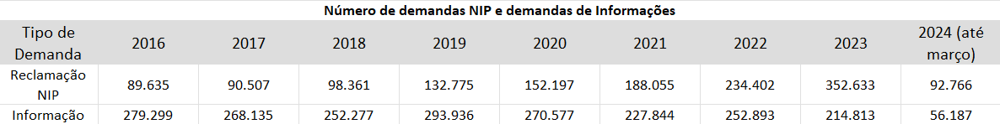 Número de demandas NIP e demandas de Informações
Tipo de Demanda 2016 2017 2018 2019 2020 2021 2022 2023 2024 (até março)
Reclamação NIP 89.635 90.507 98.361 132.775 152.197 188.055 234.402 352.633 92.766
Informação 279.299 268.135 252.277 293.936 270.577 227.844 252.893 214.813 56.187